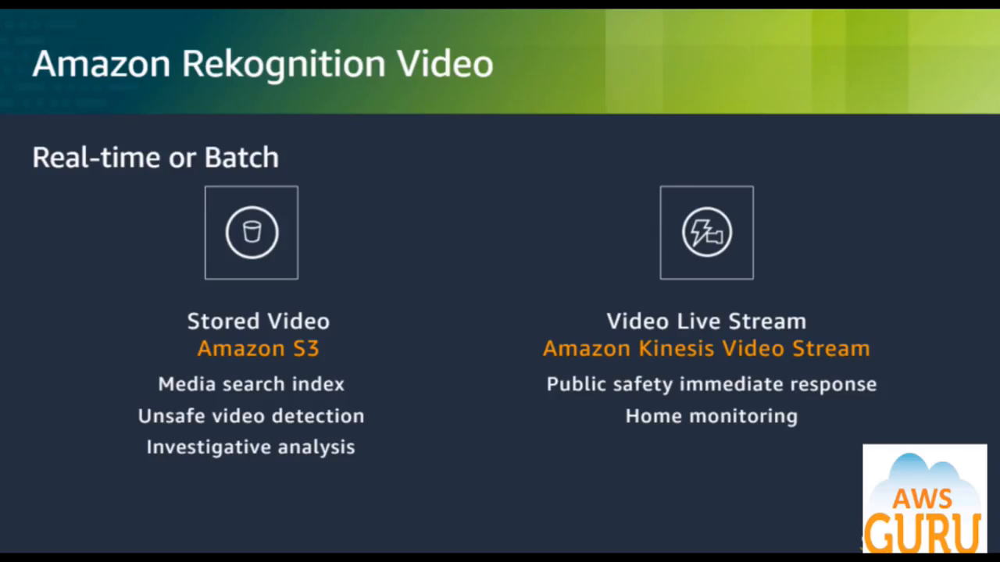 Amazon Rekognition Video
Real-time or Batch
Stored Video
Amazon S3
Media search index
Unsafe video detection
Investigative analysis
Video Live Stream
Amazon Kinesis Video Stream
Public safety immediate response
Home monitoring
AWS
GURU